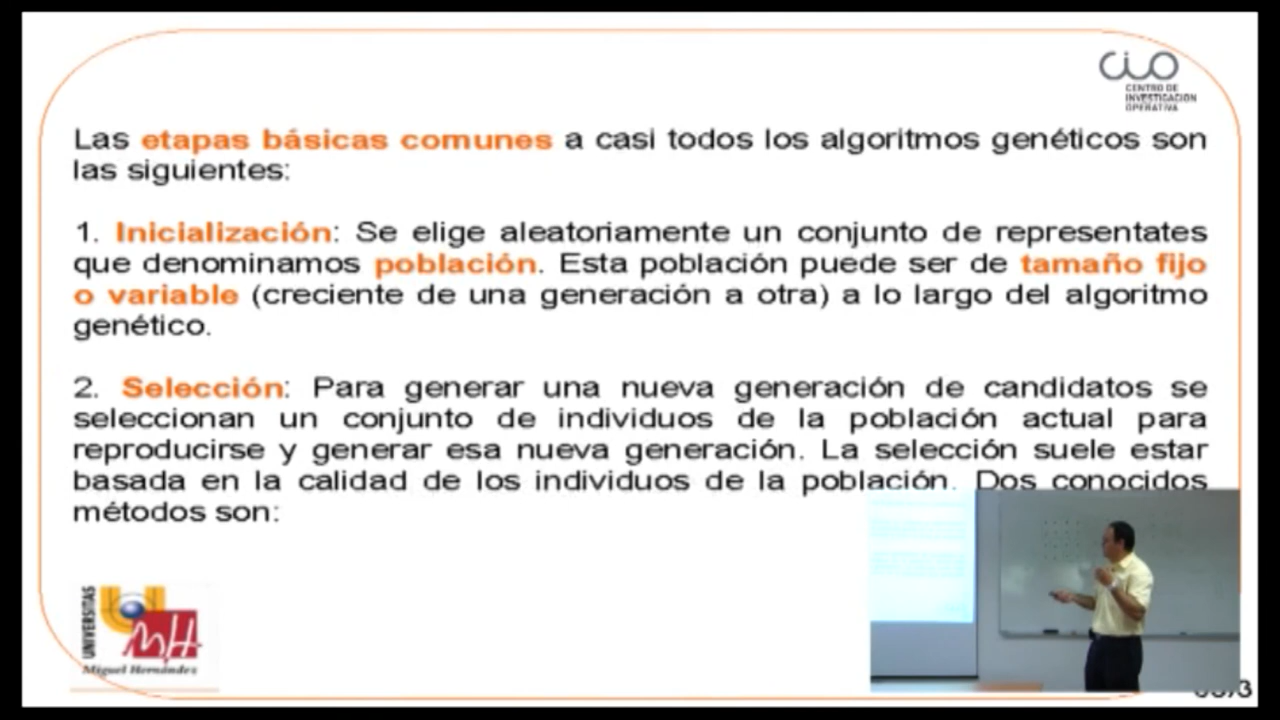 CIO
CENTRO DE
INVESTIGACIÓN
OPERATIVA
Las etapas básicas comunes a casi todos los algoritmos genéticos son
las siguientes:
1. Inicialización: Se elige aleatoriamente un conjunto de representates
que denominamos población. Esta población puede ser de tamaño fijo
o variable (creciente de una generación a otra) a lo largo del algoritmo
genético.
2. Selección: Para generar una nueva generación de candidatos se
seleccionan un conjunto de individuos de la población actual para
reproducirse y generar esa nueva generación. La selección suele estar
basada en la calidad de los individuos de la población. Dos conocidos
métodos son:
UNIVERSITAS
Miguel Hernández